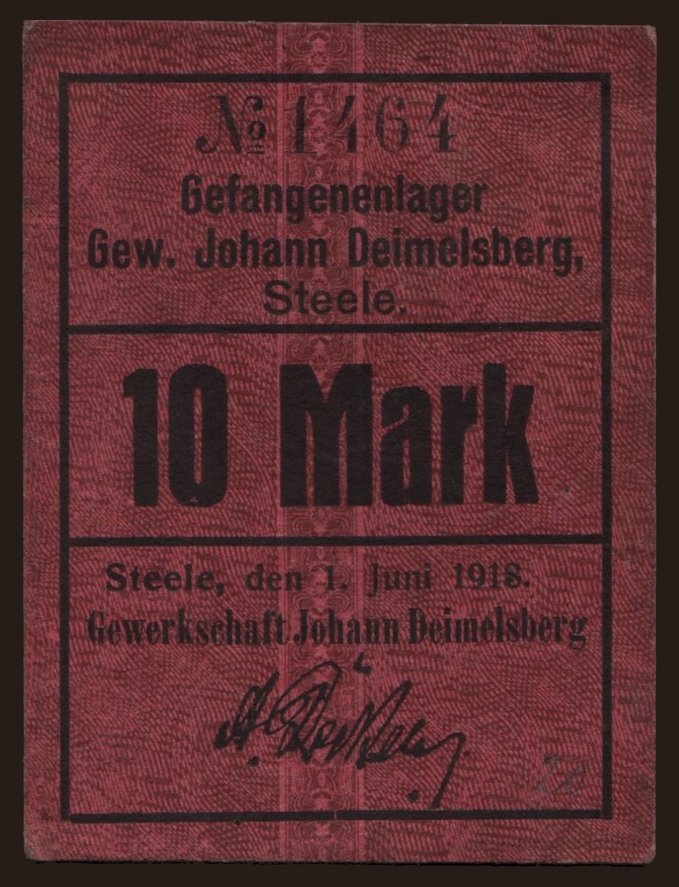 № 1464
Gefangenenlager
Gew. Johann Deimelsberg,
Steele.
10 Mark
Steele, den 1. Juni 1918.
Gewerkschaft Johann Deimelsberg